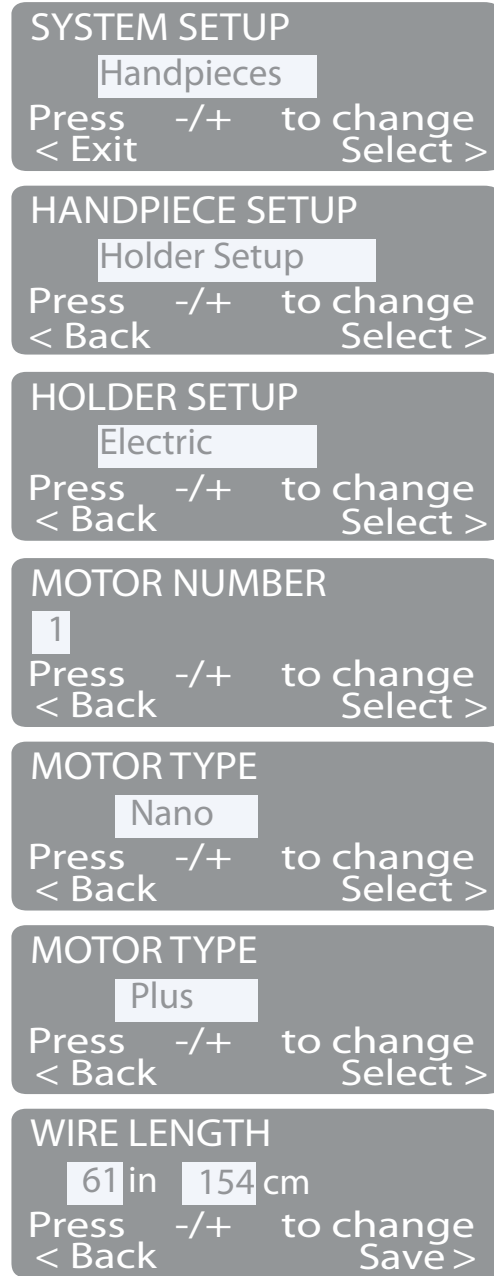 SYSTEM SETUP
Handpieces
Press -/+ to change
< Exit Select >
HANDPIECE SETUP
Holder Setup
Press -/+ to change
< Back Select >
HOLDER SETUP
Electric
Press -/+ to change
< Back Select >
MOTOR NUMBER
1
Press -/+ to change
< Back Select >
MOTOR TYPE
Nano
Press -/+ to change
< Back Select >
MOTOR TYPE
Plus
Press -/+ to change
< Back Select >
WIRE LENGTH
61 in 154 cm
Press -/+ to change
< Back Save >